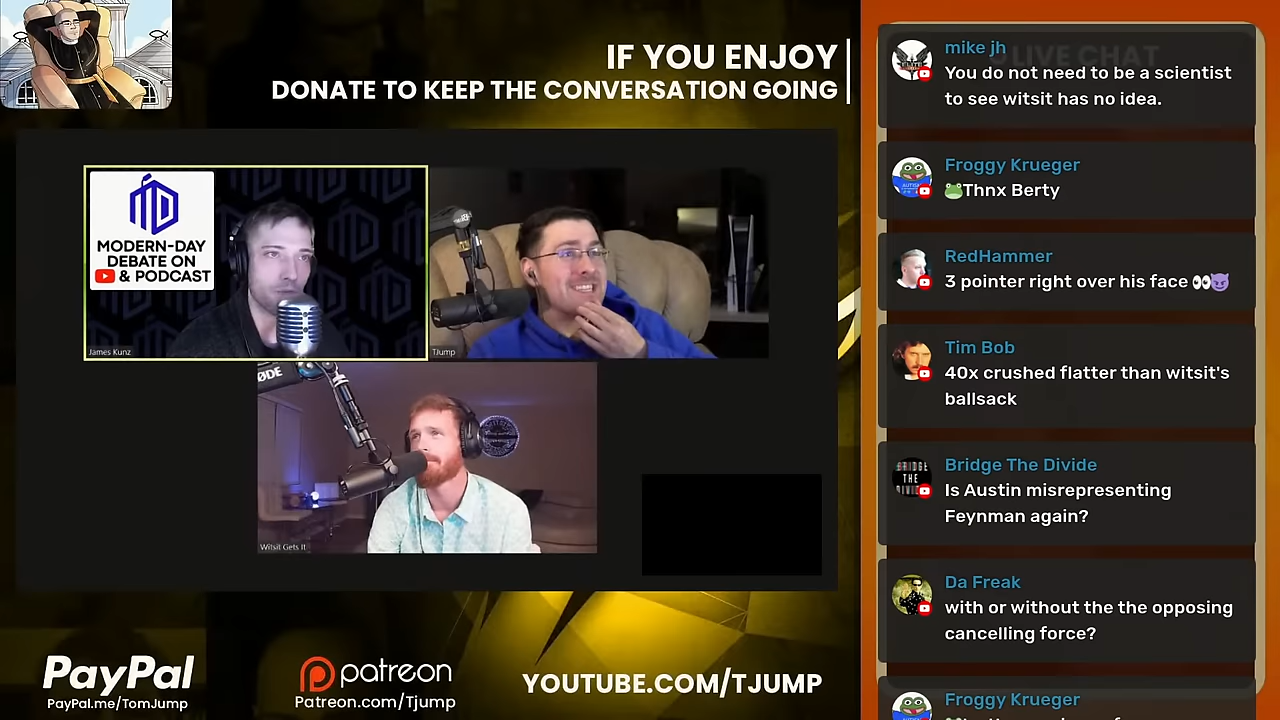 IF YOU ENJOY
DONATE TO KEEP THE CONVERSATION GOING
MODERN-DAY
DEBATE ON
& PODCAST
James Kunz
TJump
Witsit Gets It
PayPal
PayPal.me/TomJump
patreon
Patreon.com/Tjump
YOUTUBE.COM/TJUMP
LIVE CHAT
mike jh
You do not need to be a scientist
to see witsit has no idea.
Froggy Krueger
🐸Thnx Berty
RedHammer
3 pointer right over his face 👀😈
Tim Bob
40x crushed flatter than witsit's
ballsack
BRIDGE
THE
Bridge The Divide
Is Austin misrepresenting
Feynman again?
Da Freak
with or without the the opposing
cancelling force?
Froggy Krueger